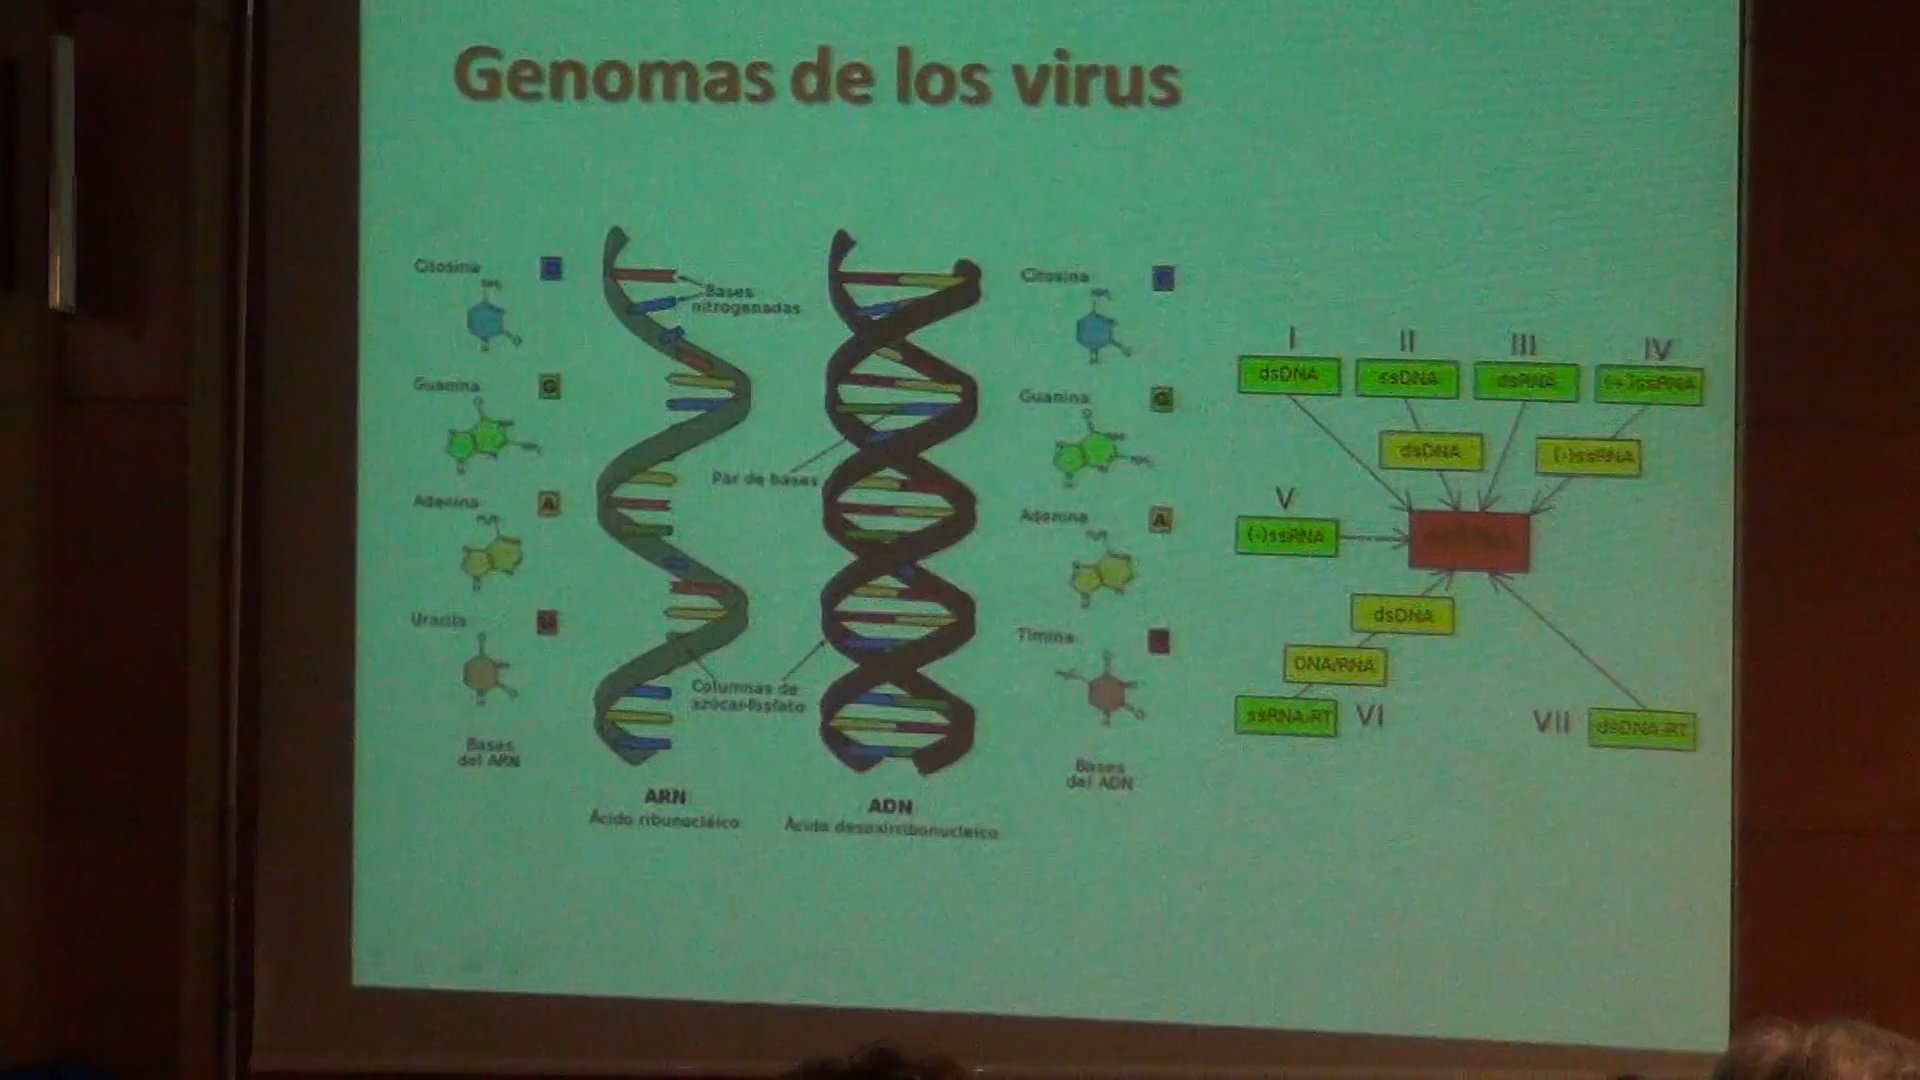 Genomas de los virus
Citosina
Guanina
G
Adenina
A
Uracilo
U
Bases
del ARN
Bases
nitrogenadas
Par de bases
Columnas de
azúcar-fosfato
ARN
Ácido ribunocléico
ADN
Ácido desoxirribonucleico
Citosina
C
Guanina
G
Adenina
A
Timina
Bases
del ADN
I
II
III
IV
dsDNA
ssDNA
dsRNA
(+)ssRNA
dsDNA
(-)ssRNA
V
(-)ssRNA
dsDNA
DNA/RNA
ssRNA-RT
VI
VII
dsDNA-RT